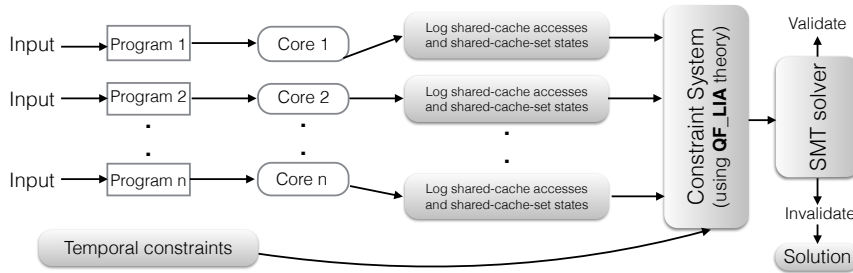 Input
Program 1
Core 1
Log shared-cache accesses
and shared-cache-set states
Input
Program 2
Core 2
Log shared-cache accesses
and shared-cache-set states
Input
Program n
Core n
Log shared-cache accesses
and shared-cache-set states
Temporal constraints
Constraint System
(using QF_LIA theory)
Validate
SMT solver
Invalidate
Solution